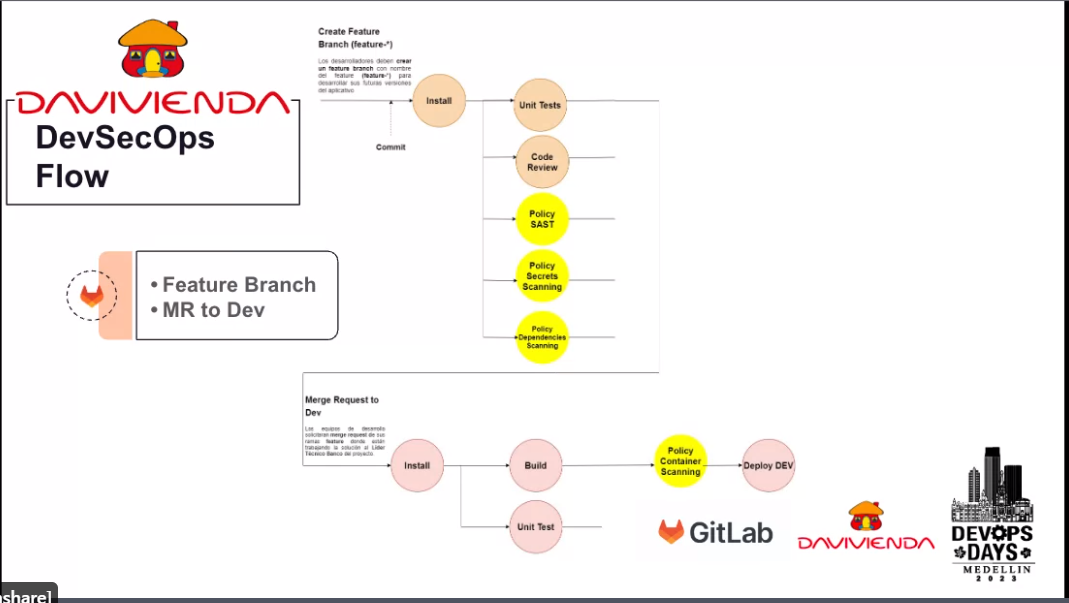 DAVIVIENDA
DevSecOps
Flow
• Feature Branch
• MR to Dev
Create Feature
Branch (feature-*)
Los desarrolladores deben crear
un feature branch con nombre
del feature (feature-*) para
desarrollar sus futuras versiones
del aplicativo
Commit
Install
Unit Tests
Code
Review
Policy
SAST
Policy
Secrets
Scanning
Policy
Dependencies
Scanning
Merge Request to
Dev
Los equipos de desarrollo
solicitaran merge request de sus
ramas feature donde están
trabajando la solución al Líder
Técnico Banco del proyecto
Install
Build
Unit Test
Policy
Container
Scanning
Deploy DEV
GitLab
DAVIVIENDA
DEVOPS
DAYS
MEDELLIN
2023
share]